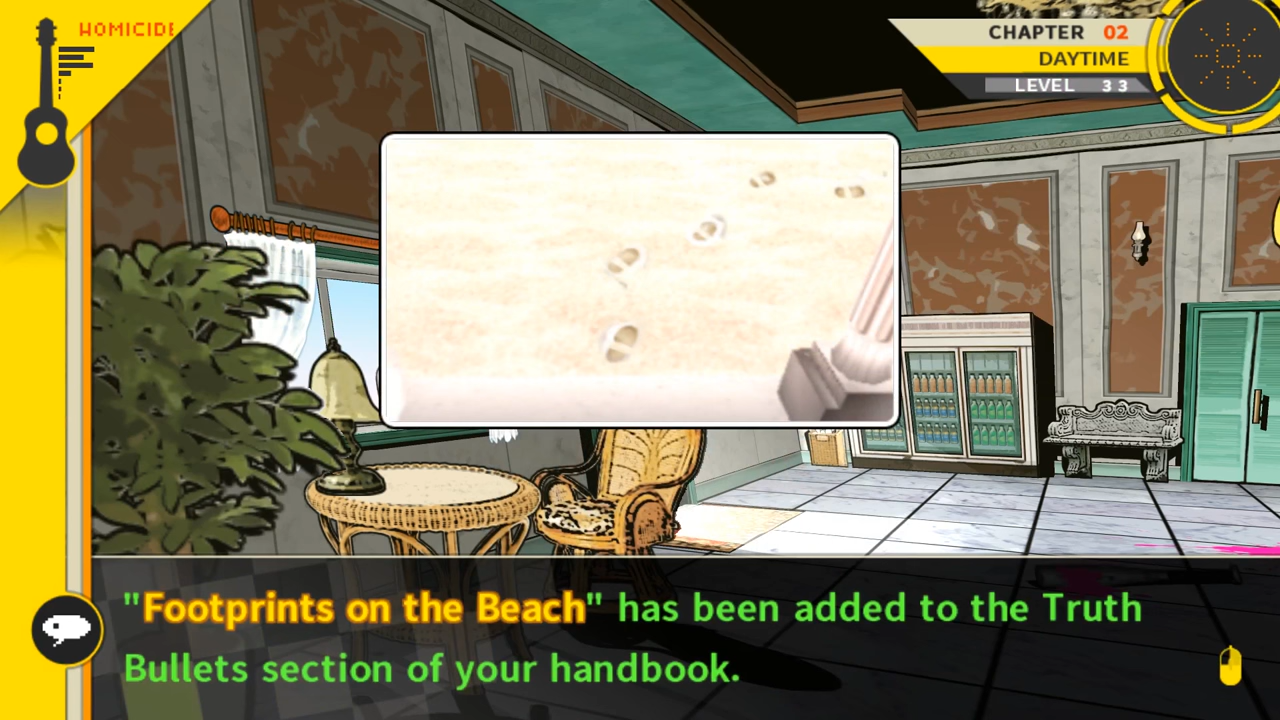 HOMICIDE
CHAPTER 02
DAYTIME
LEVEL 33
"Footprints on the Beach" has been added to the Truth
Bullets section of your handbook.